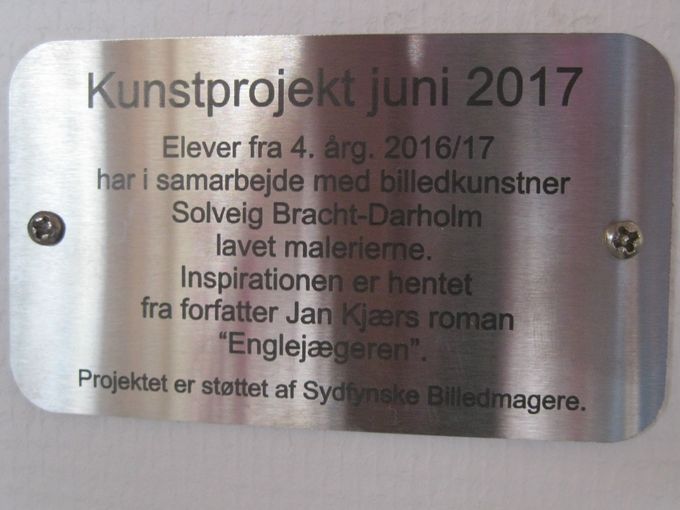 Kunstprojekt juni 2017
Elever fra 4. årg. 2016/17
har i samarbejde med billedkunstner
Solveig Bracht-Darholm
lavet malerierne.
Inspirationen er hentet
fra forfatter Jan Kjærs roman
“Englejægeren”.
Projektet er støttet af Sydfynske Billedmagere.